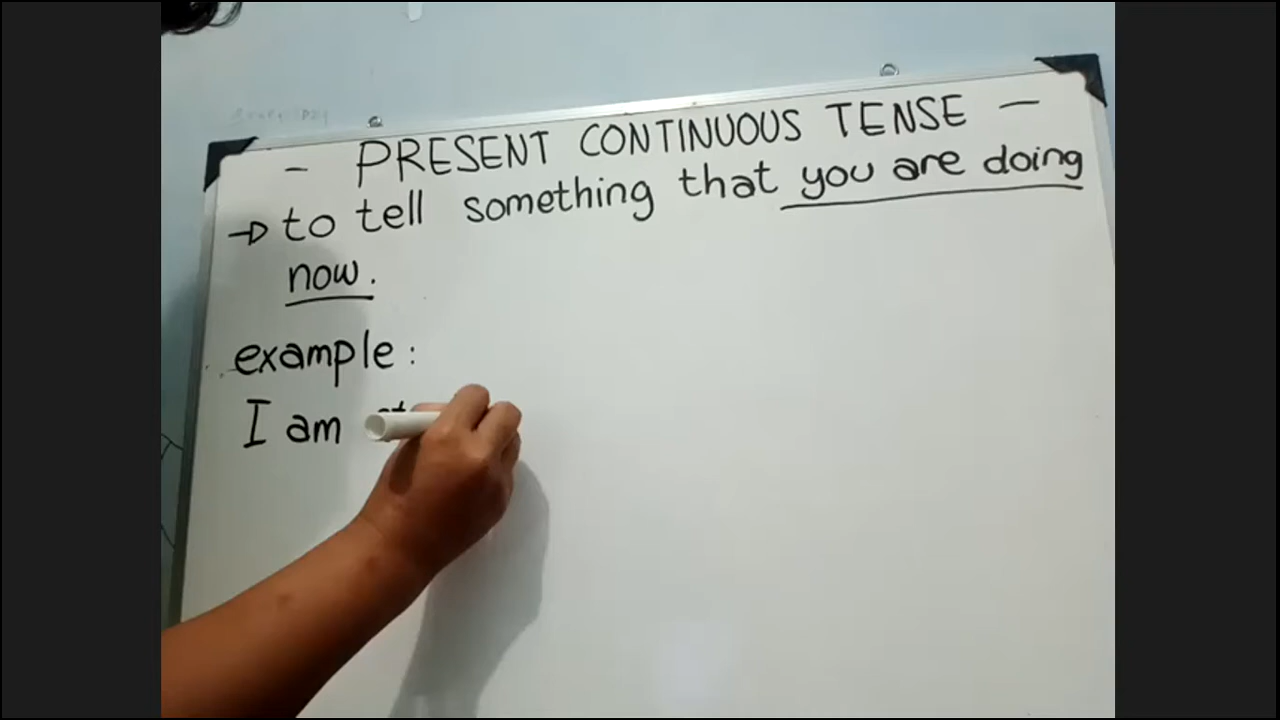 - PRESENT CONTINUOUS TENSE -
→ to tell something that you are doing
now.
example:
I am